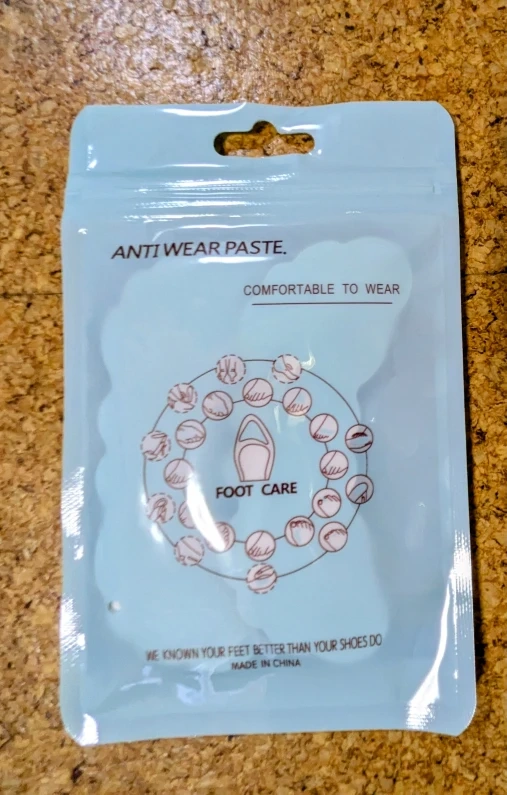 ANTI WEAR PASTE.
COMFORTABLE TO WEAR
FOOT CARE
WE KNOWN YOUR FEET BETTER THAN YOUR SHOES DO
MADE IN CHINA